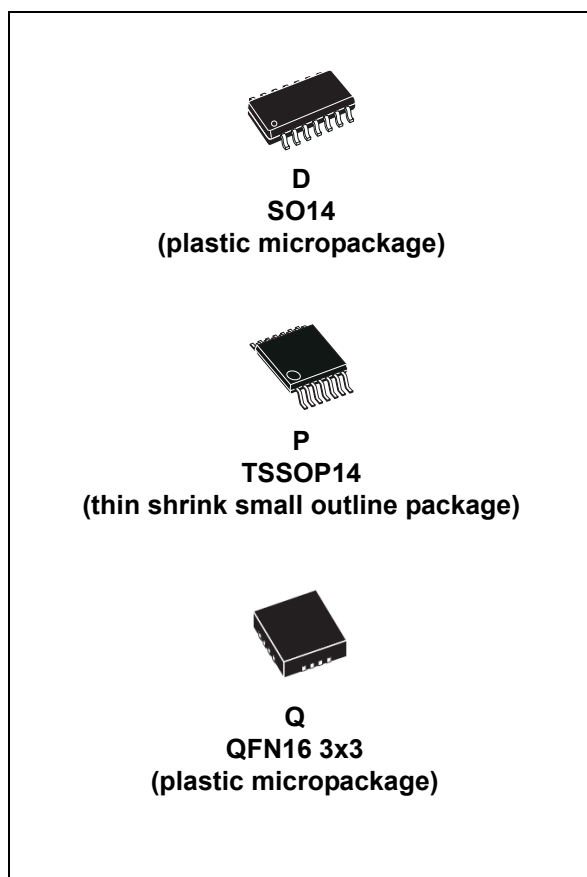 D
SO14
(plastic micropackage)
P
TSSOP14
(thin shrink small outline package)
Q
QFN16 3x3
(plastic micropackage)